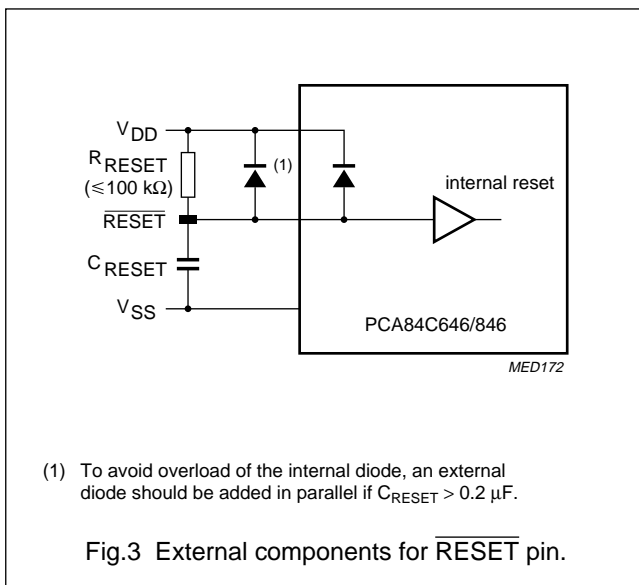 V_DD
R_RESET
(≤100 kΩ)
(1)
internal reset
R̅E̅S̅E̅T̅
C_RESET
V_SS
PCA84C646/846
MED172
(1) To avoid overload of the internal diode, an external
diode should be added in parallel if C_RESET > 0.2 μF.
Fig.3 External components for R̅E̅S̅E̅T̅ pin.